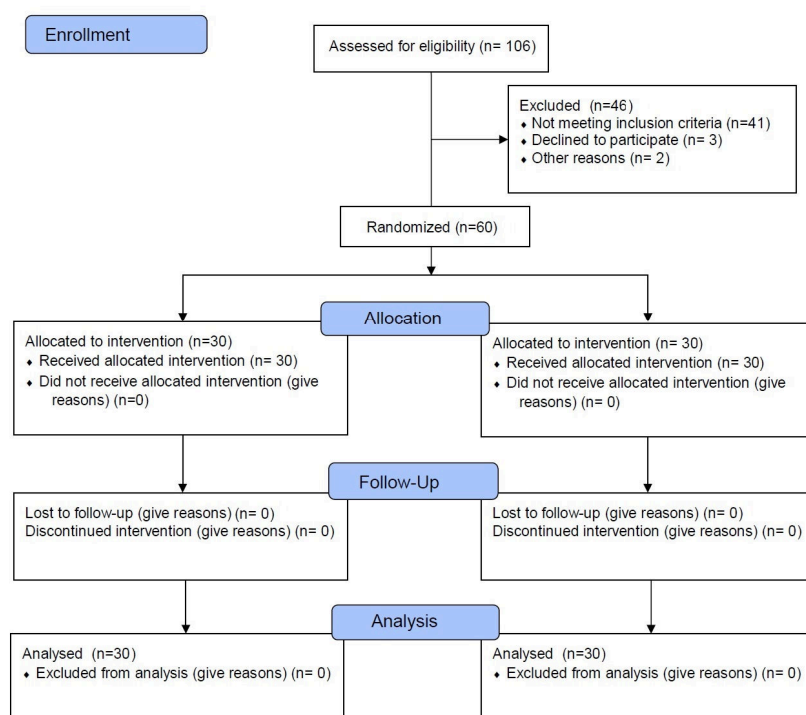 Enrollment
Assessed for eligibility (n= 106)
Excluded (n=46)
♦ Not meeting inclusion criteria (n=41)
♦ Declined to participate (n= 3)
♦ Other reasons (n= 2)
Randomized (n=60)
Allocation
Allocated to intervention (n=30)
♦ Received allocated intervention (n= 30)
♦ Did not receive allocated intervention (give
reasons) (n=0)
Allocated to intervention (n= 30)
♦ Received allocated intervention (n= 30)
♦ Did not receive allocated intervention (give
reasons) (n= 0)
Follow-Up
Lost to follow-up (give reasons) (n= 0)
Discontinued intervention (give reasons) (n= 0)
Lost to follow-up (give reasons) (n= 0)
Discontinued intervention (give reasons) (n= 0)
Analysis
Analysed (n=30)
♦ Excluded from analysis (give reasons) (n= 0)
Analysed (n=30)
♦ Excluded from analysis (give reasons) (n= 0)